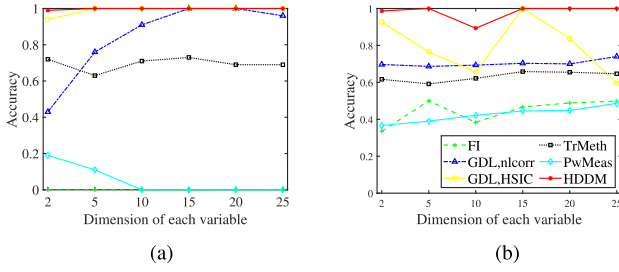 1
0.8
0.6
0.4
0.2
0
Accuracy
2 5 10 15 20 25
Dimension of each variable
(a)
1
0.8
0.6
0.4
0.2
0
Accuracy
FI
GDL,nlcorr
GDL,HSIC
TrMeth
PwMeas
HDDM
2 5 10 15 20 25
Dimension of each variable
(b)